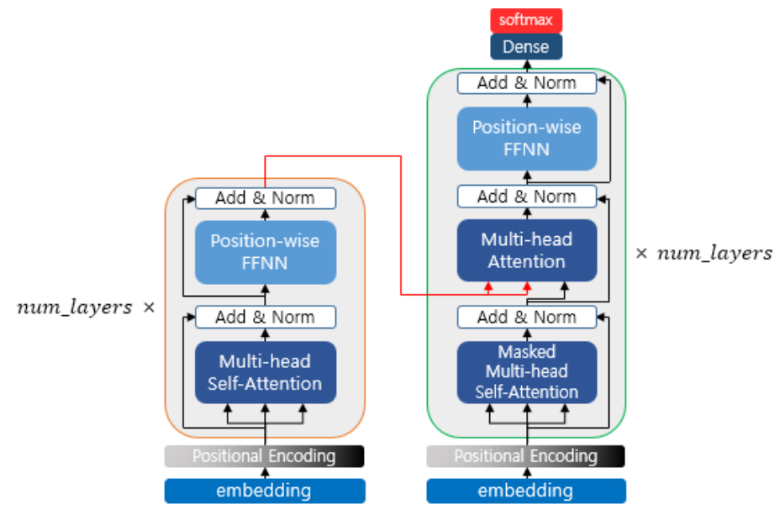 softmax
Dense
Add & Norm
Position-wise
FFNN
Add & Norm
Multi-head
Attention
× num_layers
Add & Norm
Masked
Multi-head
Self-Attention
Positional Encoding
embedding
Add & Norm
Position-wise
FFNN
num_layers ×
Add & Norm
Multi-head
Self-Attention
Positional Encoding
embedding